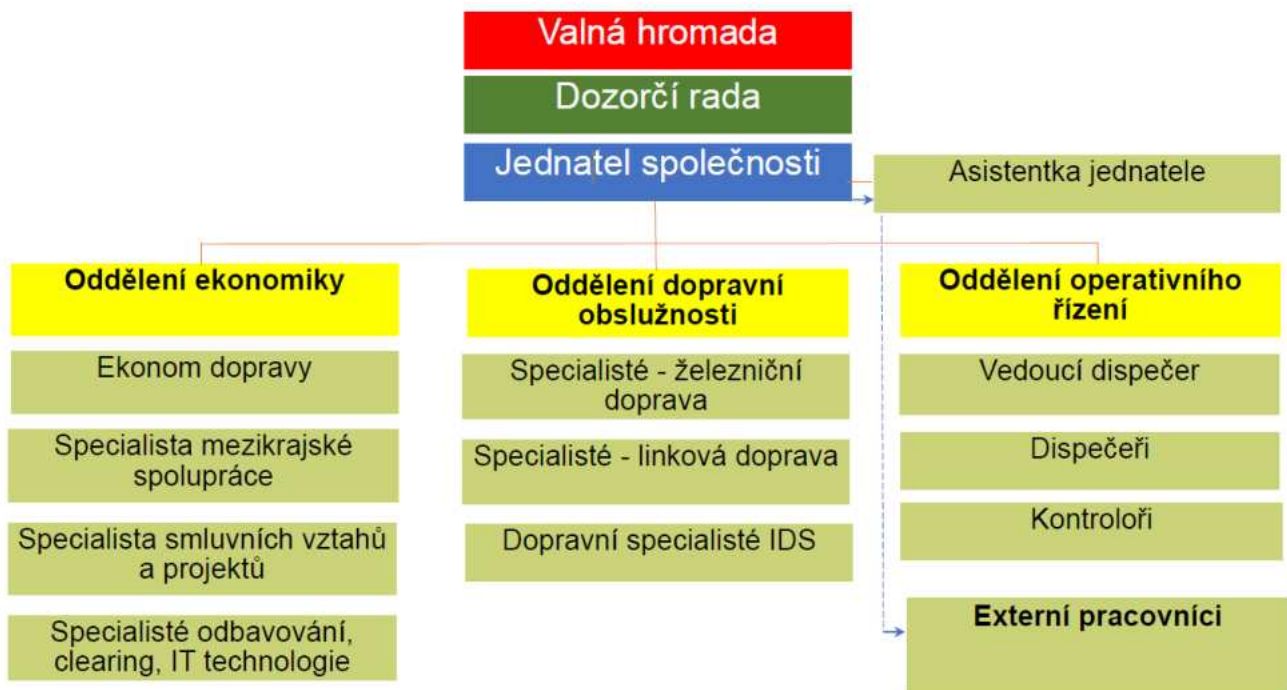 Valná hromada
Dozorčí rada
Jednatel společnosti
Asistentka jednatele
Oddělení ekonomiky
Ekonom dopravy
Specialista mezikrajské
spolupráce
Specialista smluvních vztahů
a projektů
Specialisté odbavování,
clearing, IT technologie
Oddělení dopravní
obslužnosti
Specialisté - železniční
doprava
Specialisté - linková doprava
Dopravní specialisté IDS
Oddělení operativního
řízení
Vedoucí dispečer
Dispečeři
Kontroloři
Externí pracovníci